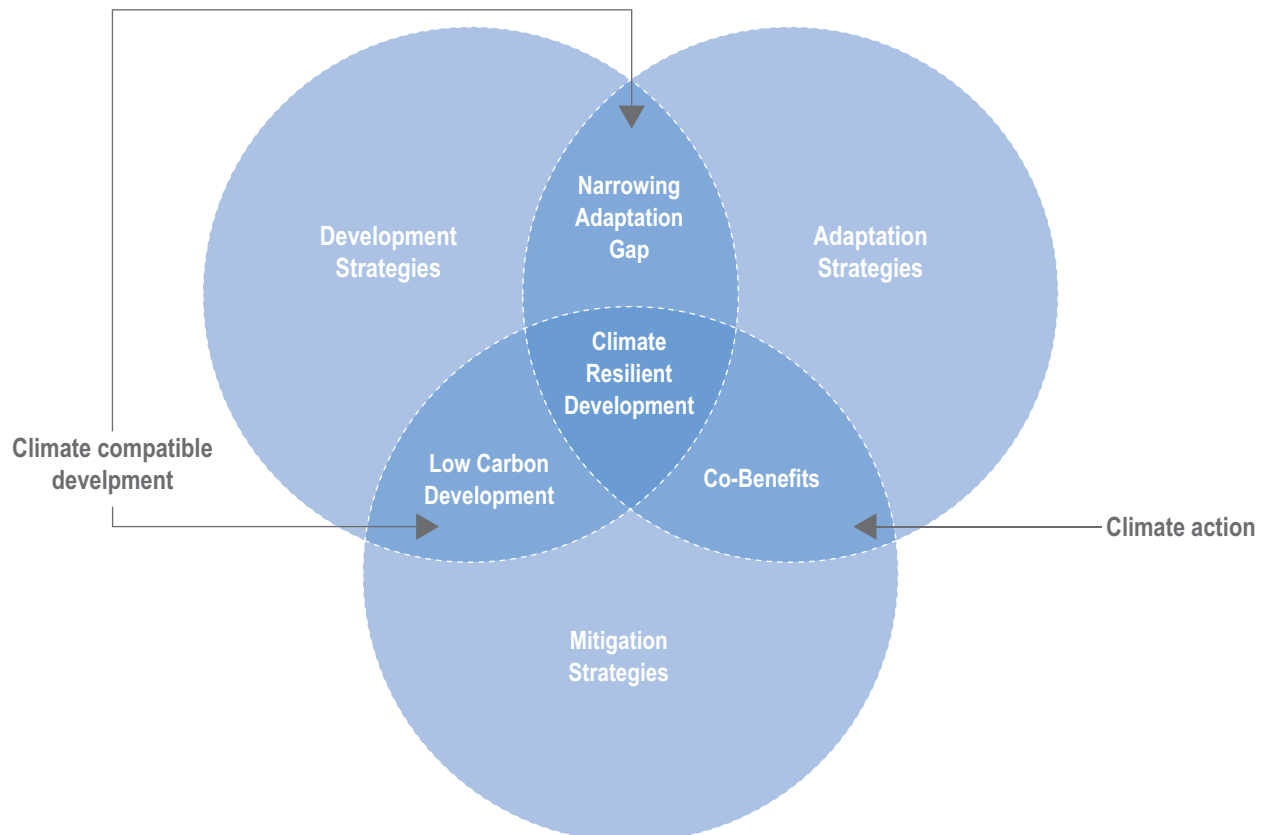 Narrowing
Adaptation
Gap
Development
Strategies
Adaptation
Strategies
Climate
Resilient
Development
Climate compatible
develpment
Low Carbon
Development
Co-Benefits
Climate action
Mitigation
Strategies